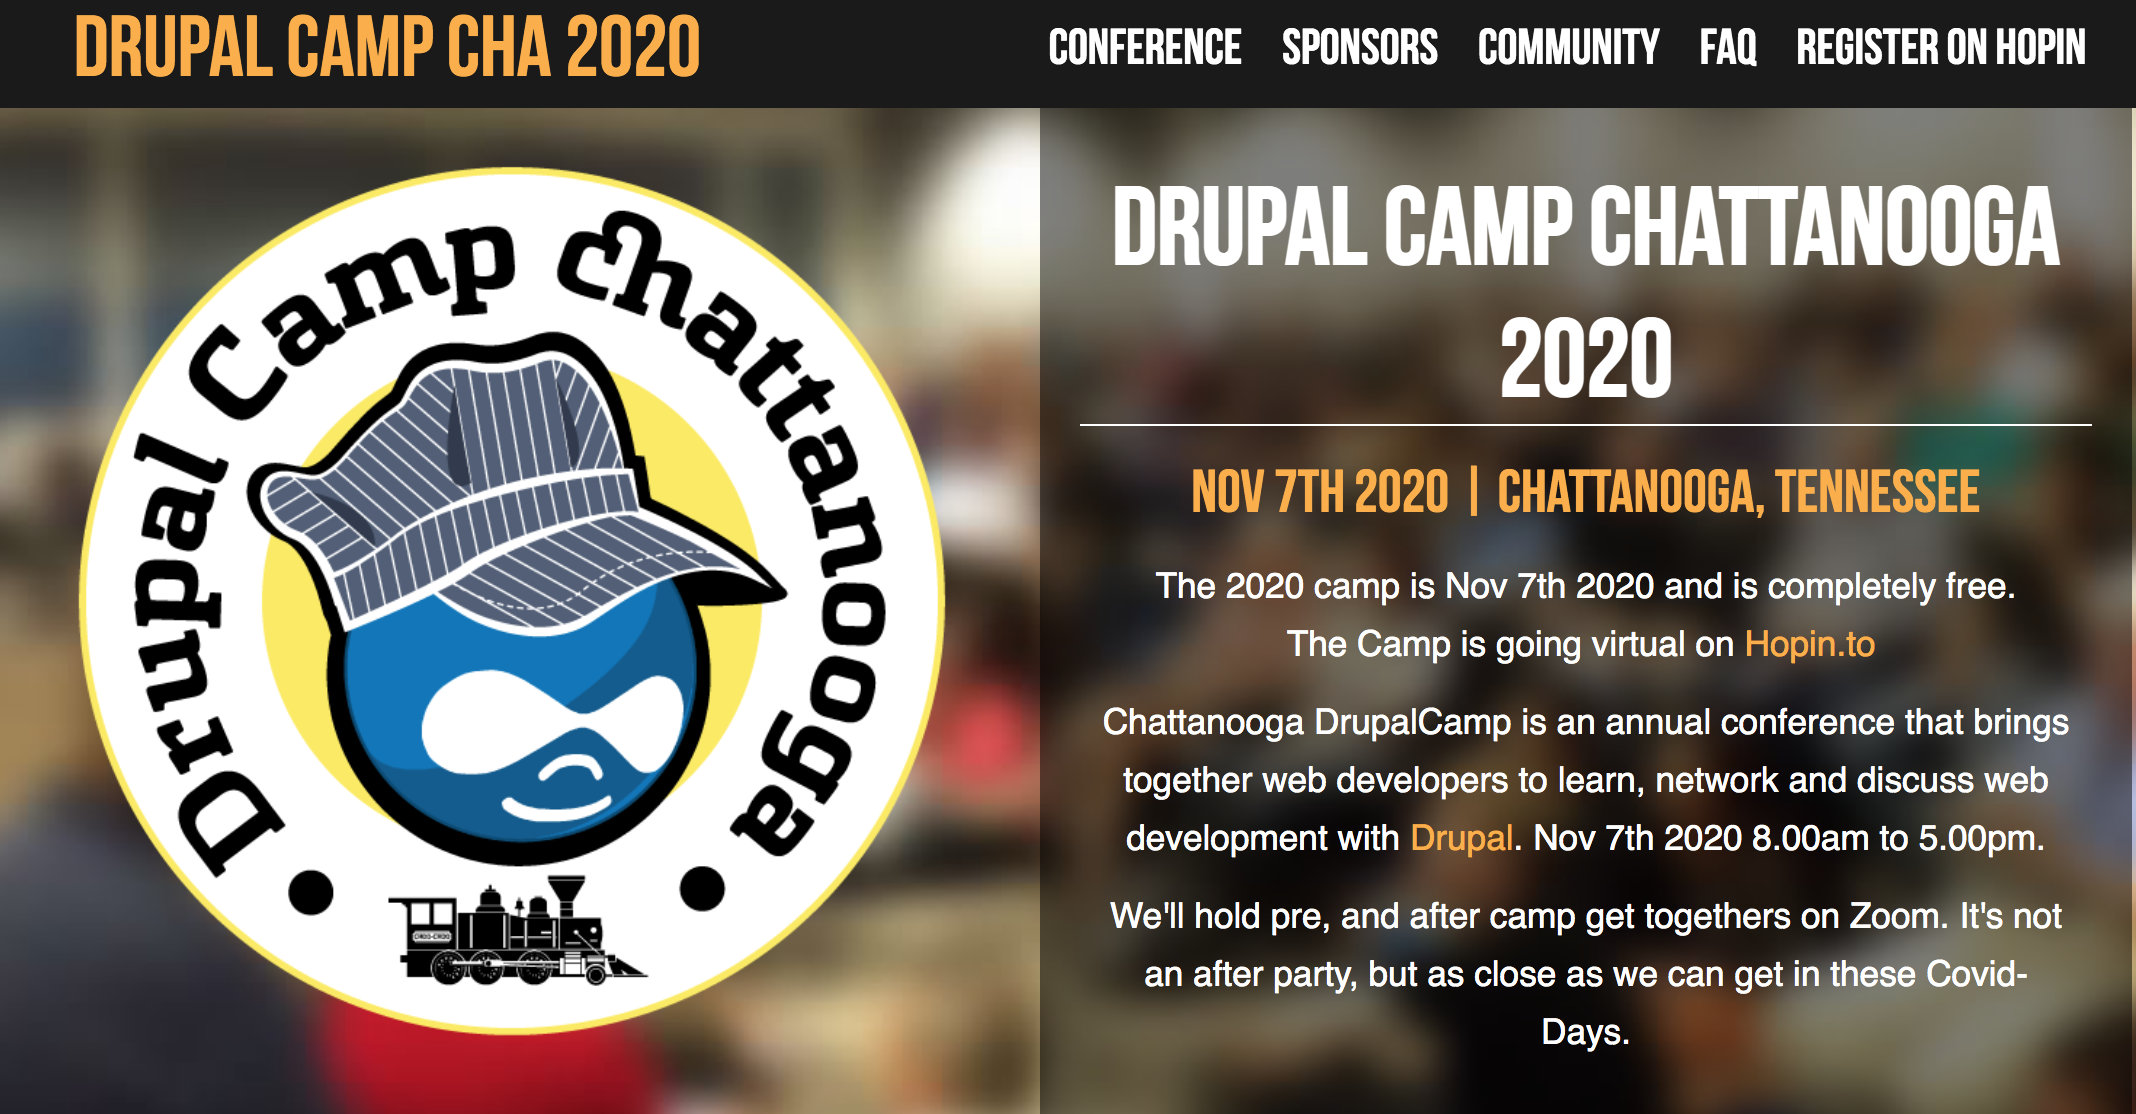 DRUPAL CAMP CHA 2020
CONFERENCE SPONSORS COMMUNITY FAQ REGISTER ON HOPIN
Drupal Camp Chattanooga
CHOO-CHOO
DRUPAL CAMP CHATTANOOGA
2020
NOV 7TH 2020 | CHATTANOOGA, TENNESSEE
The 2020 camp is Nov 7th 2020 and is completely free.
The Camp is going virtual on Hopin.to
Chattanooga DrupalCamp is an annual conference that brings
together web developers to learn, network and discuss web
development with Drupal. Nov 7th 2020 8.00am to 5.00pm.
We'll hold pre, and after camp get togethers on Zoom. It's not
an after party, but as close as we can get in these Covid-
Days.